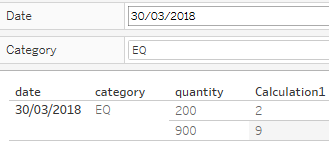 Date 30/03/2018
Category EQ
date category quantity Calculation1
30/03/2018 EQ 200 2
900 9